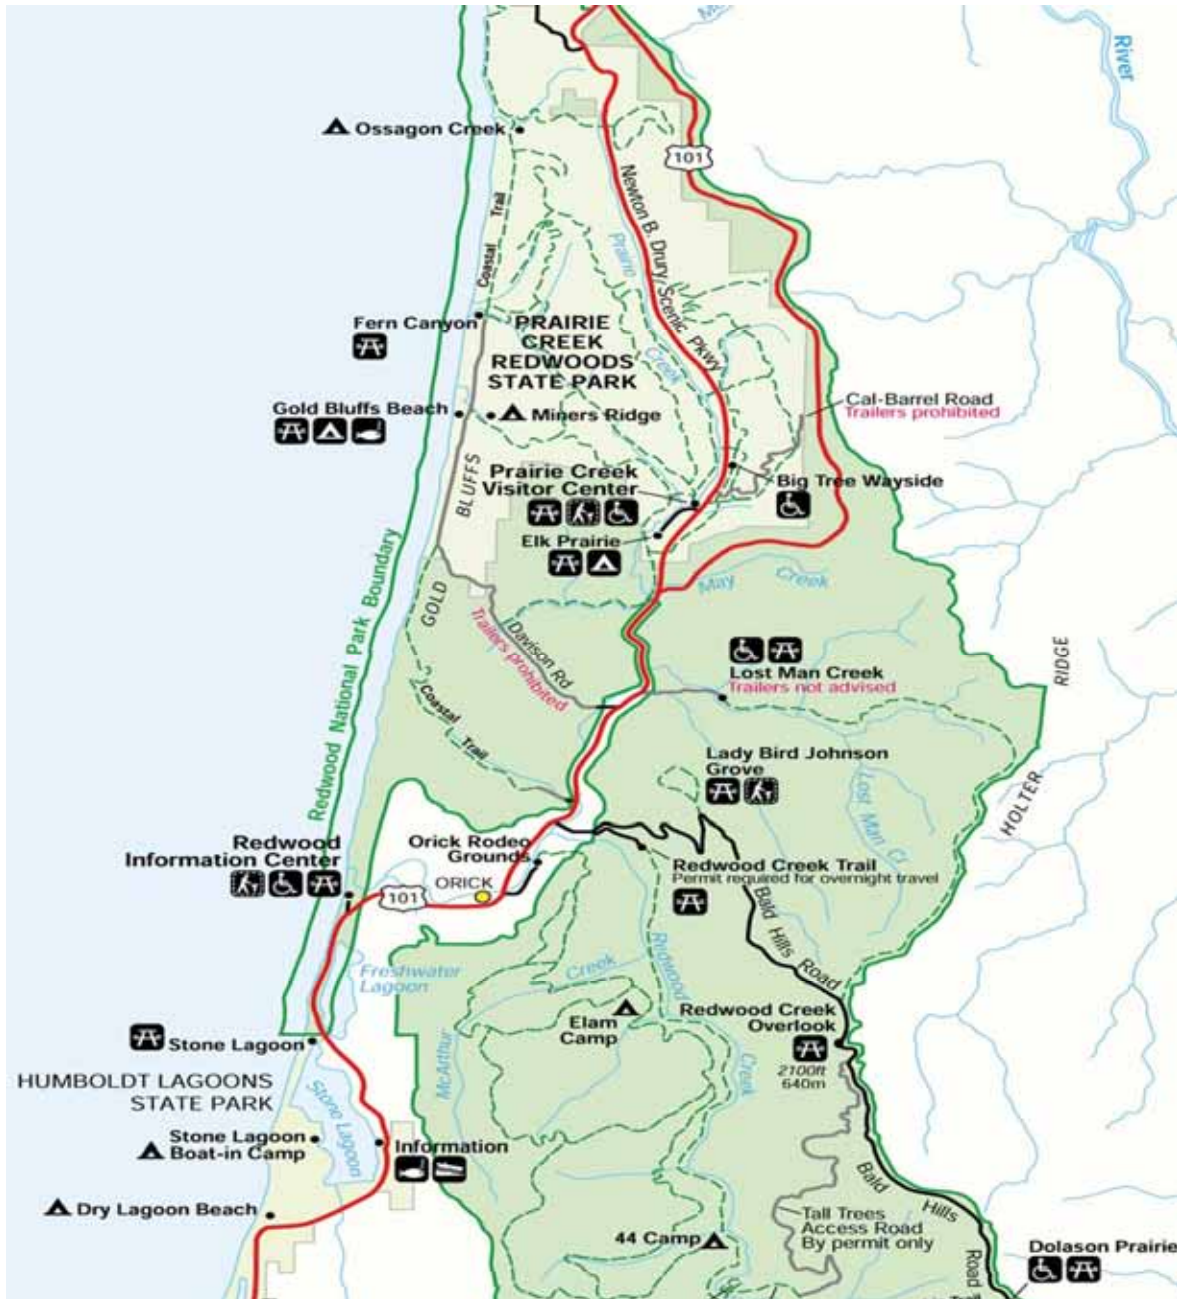 River
Ossagon Creek
101
Newton B. Drury Scenic Pkwy
Prairie
Creek
Coastal
Trail
Fern Canyon
PRAIRIE
CREEK
REDWOODS
STATE PARK
Gold Bluffs Beach
Miners Ridge
Cal-Barrel Road
Trailers prohibited
Prairie Creek
Visitor Center
Big Tree Wayside
Elk Prairie
GOLD
BLUFFS
May Creek
Redwood National Park Boundary
Davison Rd
Trailers prohibited
Coastal
Trail
Lost Man Creek
Trailers not advised
HOLTER
RIDGE
Lady Bird Johnson
Grove
Lost Man Cr
Redwood
Information Center
Orick Rodeo
Grounds
ORICK
101
Redwood Creek Trail
Permit required for overnight travel
Bald Hills Road
Freshwater
Lagoon
Creek
McArthur
Redwood
Creek
Elam
Camp
Redwood Creek
Overlook
2100ft
640m
Stone Lagoon
HUMBOLDT LAGOONS
STATE PARK
Stone Lagoon
Stone Lagoon
Boat-in Camp
Information
Dry Lagoon Beach
44 Camp
Tall Trees
Access Road
By permit only
Bald Hills Road
Dolason Prairie